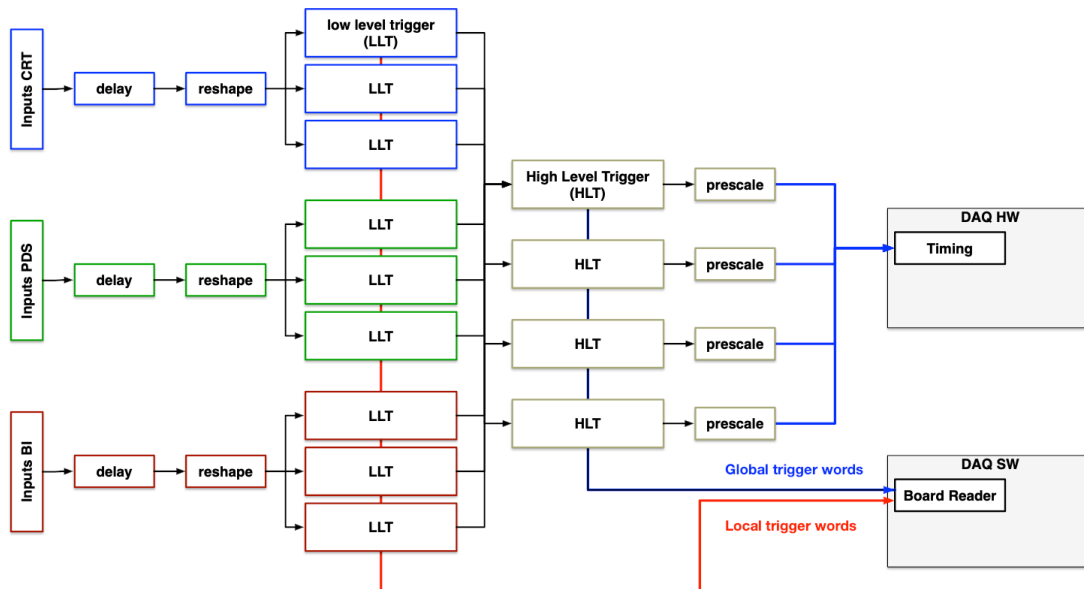 low level trigger
(LLT)
Inputs CRT
delay
reshape
LLT
LLT
High Level Trigger
(HLT)
prescale
LLT
DAQ HW
Timing
Inputs PDS
delay
reshape
LLT
HLT
prescale
LLT
HLT
prescale
LLT
HLT
prescale
Inputs BI
delay
reshape
LLT
LLT
Global trigger words
DAQ SW
Board Reader
Local trigger words